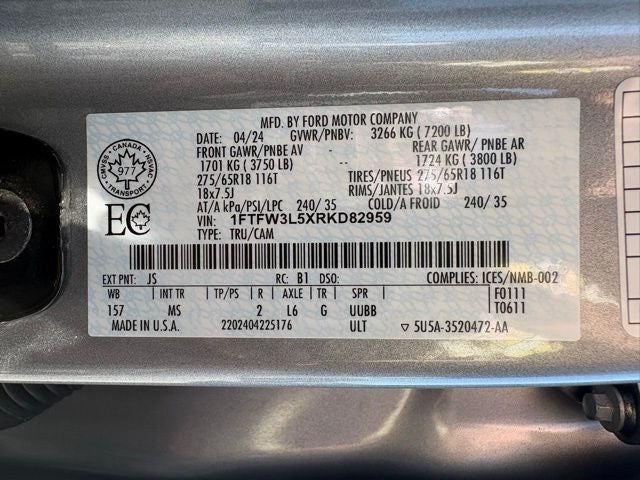 MFD. BY FORD MOTOR COMPANY
DATE: 04/24 GVWR/PNBV: 3266 KG ( 7200 LB)
FRONT GAWR/PNBE AV - REAR GAWR/ PNBE AR
1701 KG ( 3750 LB) -- 1724 KG ( 3800 LB)
275/65R18 116T TIRES/PNEUS 275/65R18 116T
18x7.5J RIMS/JANTES 18x7.5J
AT/A kPa/PSI/LPC 240/ 35 COLD/A FROID 240/ 35
VIN: 1FTFW3L5XRKD82959
TYPE: TRU/CAM
CANADA
CMVSS NSVAC
977
TRANSPORT
EC
EXT PNT: JS RC: B1 DSO: COMPLIES: ICES/NMB-002
WB INT TR TP/PS R AXLE TR SPR F0111
157 MS 2 L6 G UUBB T0611
MADE IN U.S.A. 2202404225176 ULT ▽ 5U5A-3520472-AA